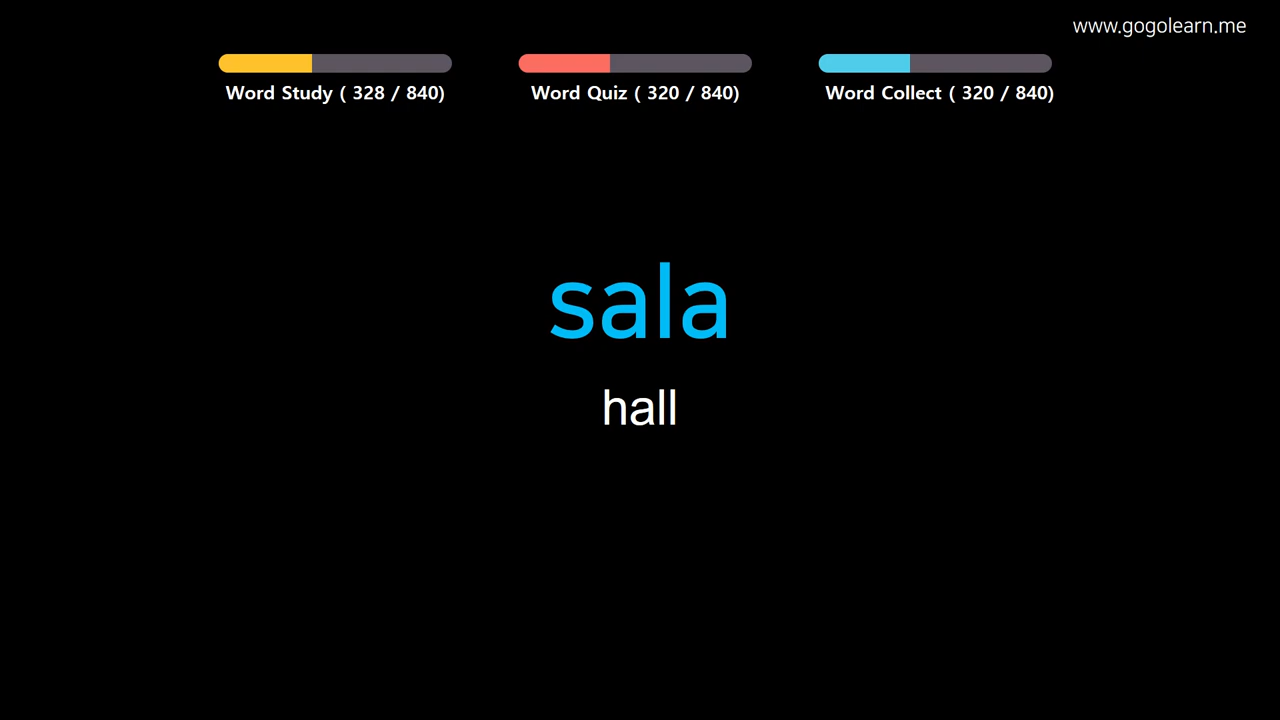 www.gogolearn.me
Word Study ( 328 / 840)
Word Quiz ( 320 / 840)
Word Collect ( 320 / 840)
sala
hall